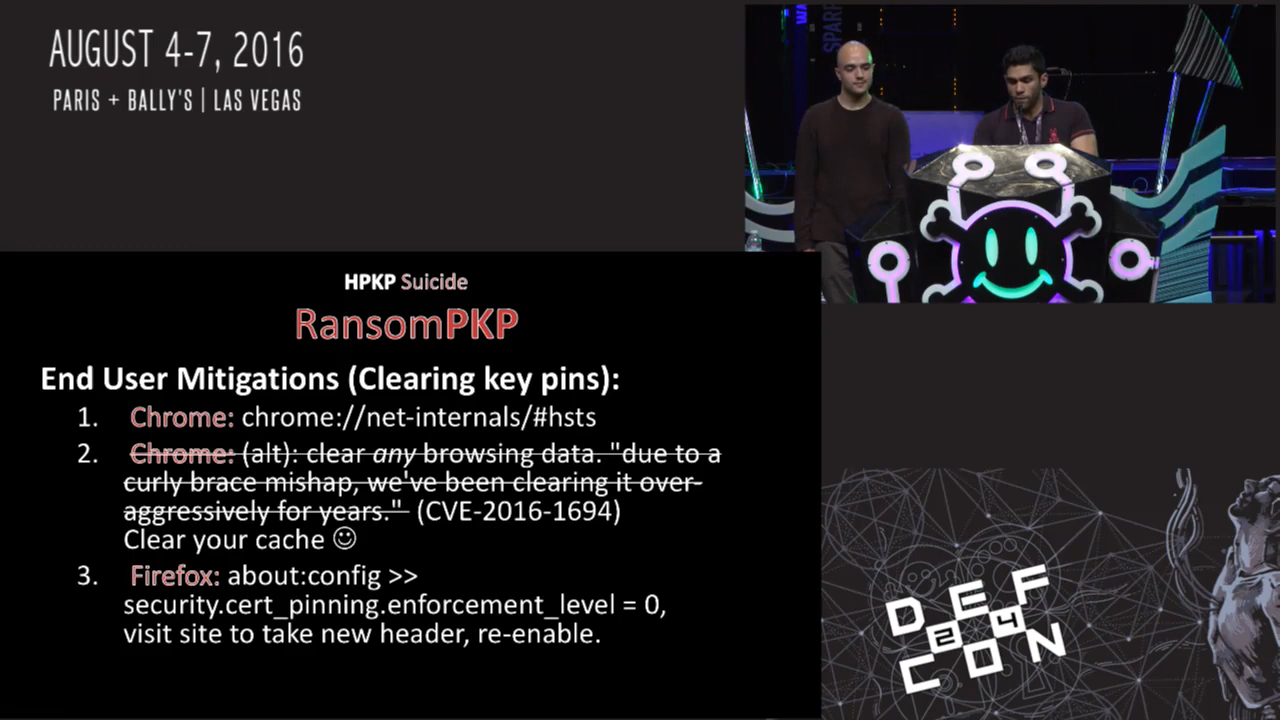 AUGUST 4-7, 2016
PARIS + BALLY'S | LAS VEGAS
HPKP Suicide
RansomPKP
End User Mitigations (Clearing key pins):
1. Chrome: chrome://net-internals/#hsts
2. Chrome: (alt): clear any browsing data. "due to a
curly brace mishap, we've been clearing it over-
aggressively for years." (CVE-2016-1694)
Clear your cache ☺
3. Firefox: about:config >>
security.cert_pinning.enforcement_level = 0,
visit site to take new header, re-enable.
DEF
24
CON